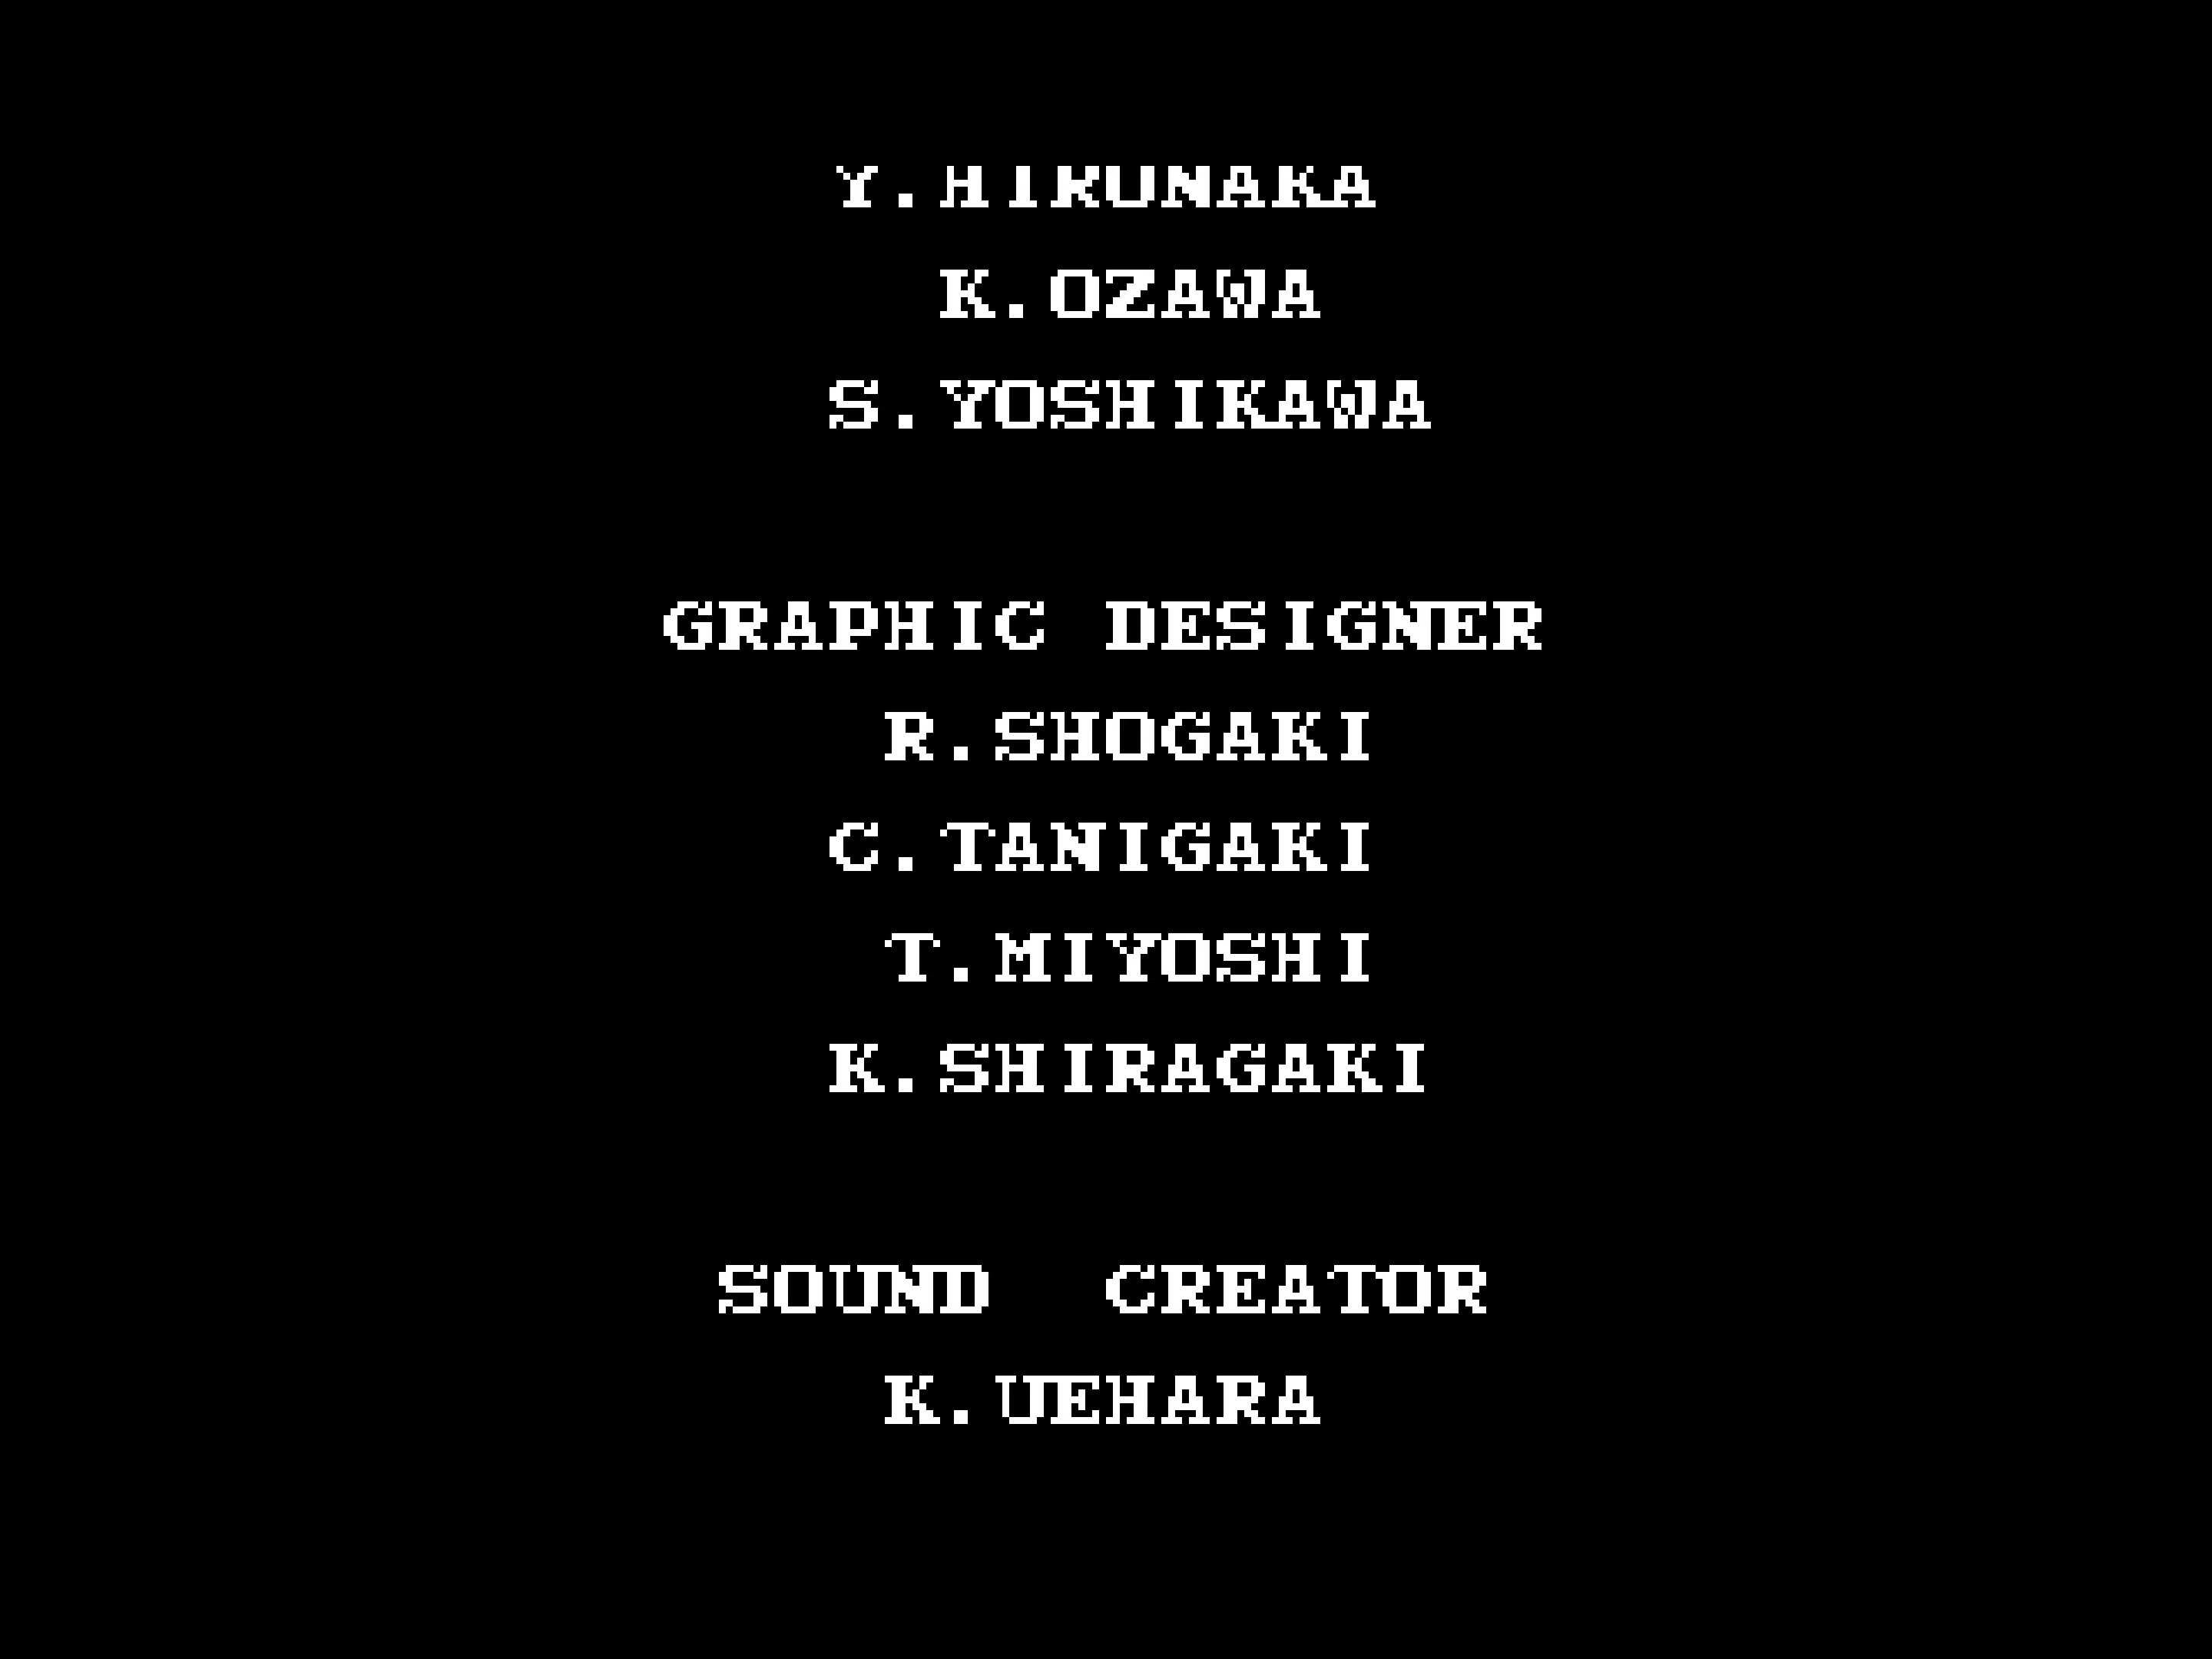 Y.HIRUNAKA
K.OZAWA
S.YOSHIKAWA
GRAPHIC DESIGNER
R.SHOGAKI
C.TANIGAKI
T.MIYOSHI
K.SHIRAGAKI
SOUND CREATOR
K.UEHARA